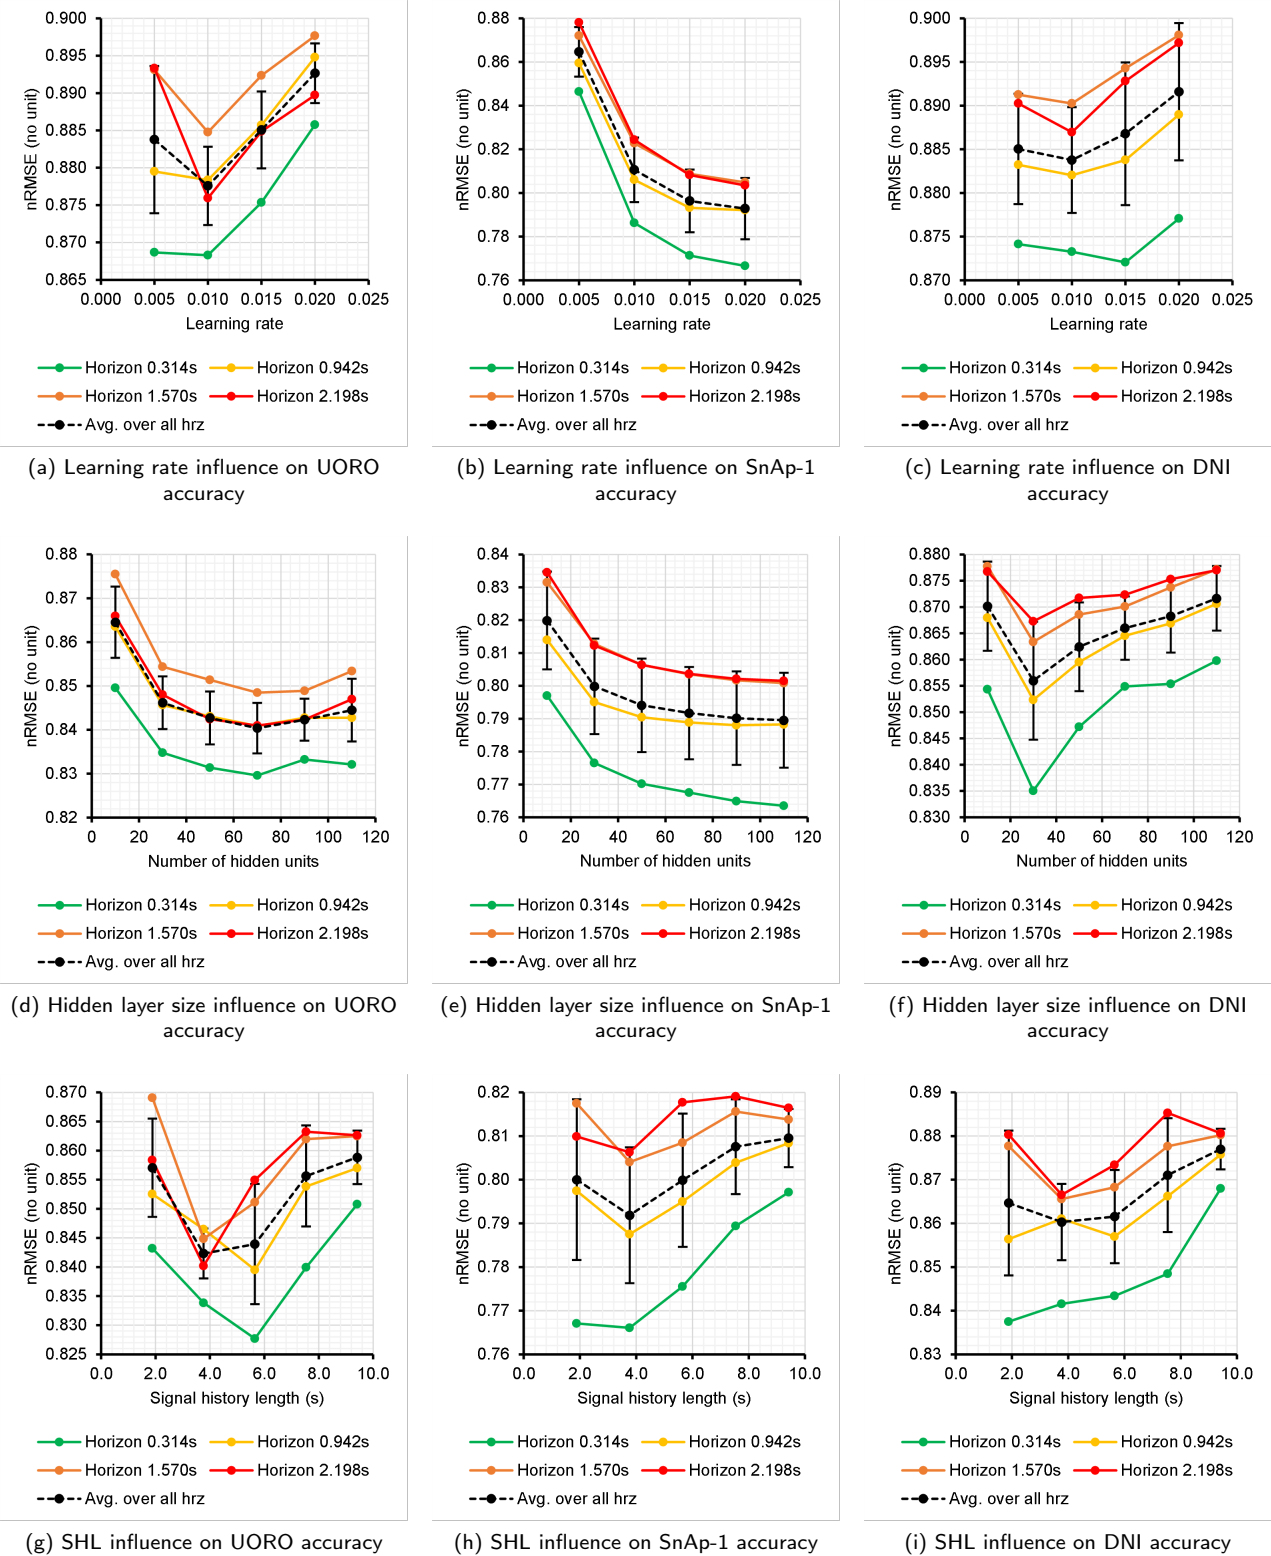 0.900
0.895
0.890
0.885
0.880
0.875
0.870
0.865
nRMSE (no unit)
0.000 0.005 0.010 0.015 0.020 0.025
Learning rate
Horizon 0.314s Horizon 0.942s
Horizon 1.570s Horizon 2.198s
Avg. over all hrz
(a) Learning rate influence on UORO
accuracy
0.88
0.86
0.84
0.82
0.80
0.78
0.76
nRMSE (no unit)
0.000 0.005 0.010 0.015 0.020 0.025
Learning rate
Horizon 0.314s Horizon 0.942s
Horizon 1.570s Horizon 2.198s
Avg. over all hrz
(b) Learning rate influence on SnAp-1
accuracy
0.900
0.895
0.890
0.885
0.880
0.875
0.870
nRMSE (no unit)
0.000 0.005 0.010 0.015 0.020 0.025
Learning rate
Horizon 0.314s Horizon 0.942s
Horizon 1.570s Horizon 2.198s
Avg. over all hrz
(c) Learning rate influence on DNI
accuracy
0.88
0.87
0.86
0.85
0.84
0.83
0.82
nRMSE (no unit)
0 20 40 60 80 100 120
Number of hidden units
Horizon 0.314s Horizon 0.942s
Horizon 1.570s Horizon 2.198s
Avg. over all hrz
(d) Hidden layer size influence on UORO
accuracy
0.84
0.83
0.82
0.81
0.80
0.79
0.78
0.77
0.76
nRMSE (no unit)
0 20 40 60 80 100 120
Number of hidden units
Horizon 0.314s Horizon 0.942s
Horizon 1.570s Horizon 2.198s
Avg. over all hrz
(e) Hidden layer size influence on SnAp-1
accuracy
0.880
0.875
0.870
0.865
0.860
0.855
0.850
0.845
0.840
0.835
0.830
nRMSE (no unit)
0 20 40 60 80 100 120
Number of hidden units
Horizon 0.314s Horizon 0.942s
Horizon 1.570s Horizon 2.198s
Avg. over all hrz
(f) Hidden layer size influence on DNI
accuracy
0.870
0.865
0.860
0.855
0.850
0.845
0.840
0.835
0.830
0.825
nRMSE (no unit)
0.0 2.0 4.0 6.0 8.0 10.0
Signal history length (s)
Horizon 0.314s Horizon 0.942s
Horizon 1.570s Horizon 2.198s
Avg. over all hrz
(g) SHL influence on UORO accuracy
0.82
0.81
0.80
0.79
0.78
0.77
0.76
nRMSE (no unit)
0.0 2.0 4.0 6.0 8.0 10.0
Signal history length (s)
Horizon 0.314s Horizon 0.942s
Horizon 1.570s Horizon 2.198s
Avg. over all hrz
(h) SHL influence on SnAp-1 accuracy
0.89
0.88
0.87
0.86
0.85
0.84
0.83
nRMSE (no unit)
0.0 2.0 4.0 6.0 8.0 10.0
Signal history length (s)
Horizon 0.314s Horizon 0.942s
Horizon 1.570s Horizon 2.198s
Avg. over all hrz
(i) SHL influence on DNI accuracy